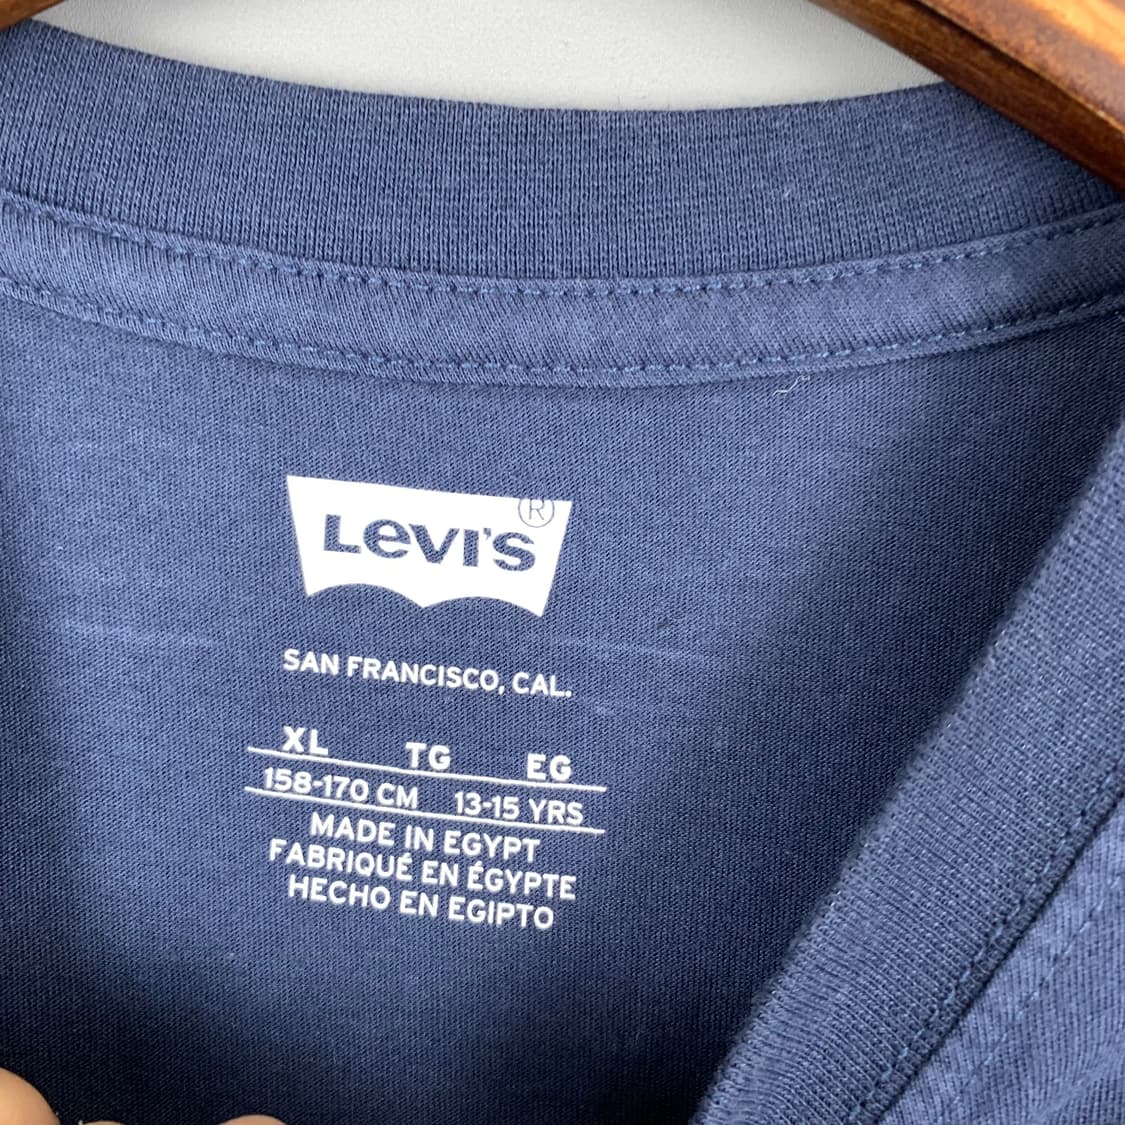 LEVI'S ®
SAN FRANCISCO, CAL.
XL TG EG
158-170 CM 13-15 YRS
MADE IN EGYPT
FABRIQUÉ EN ÉGYPTE
HECHO EN EGIPTO